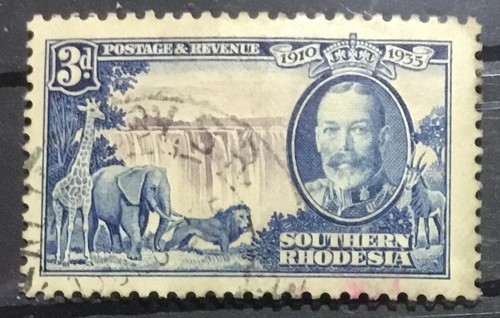 3d.
POSTAGE & REVENUE
1910 1935
SOUTHERN
RHODESIA